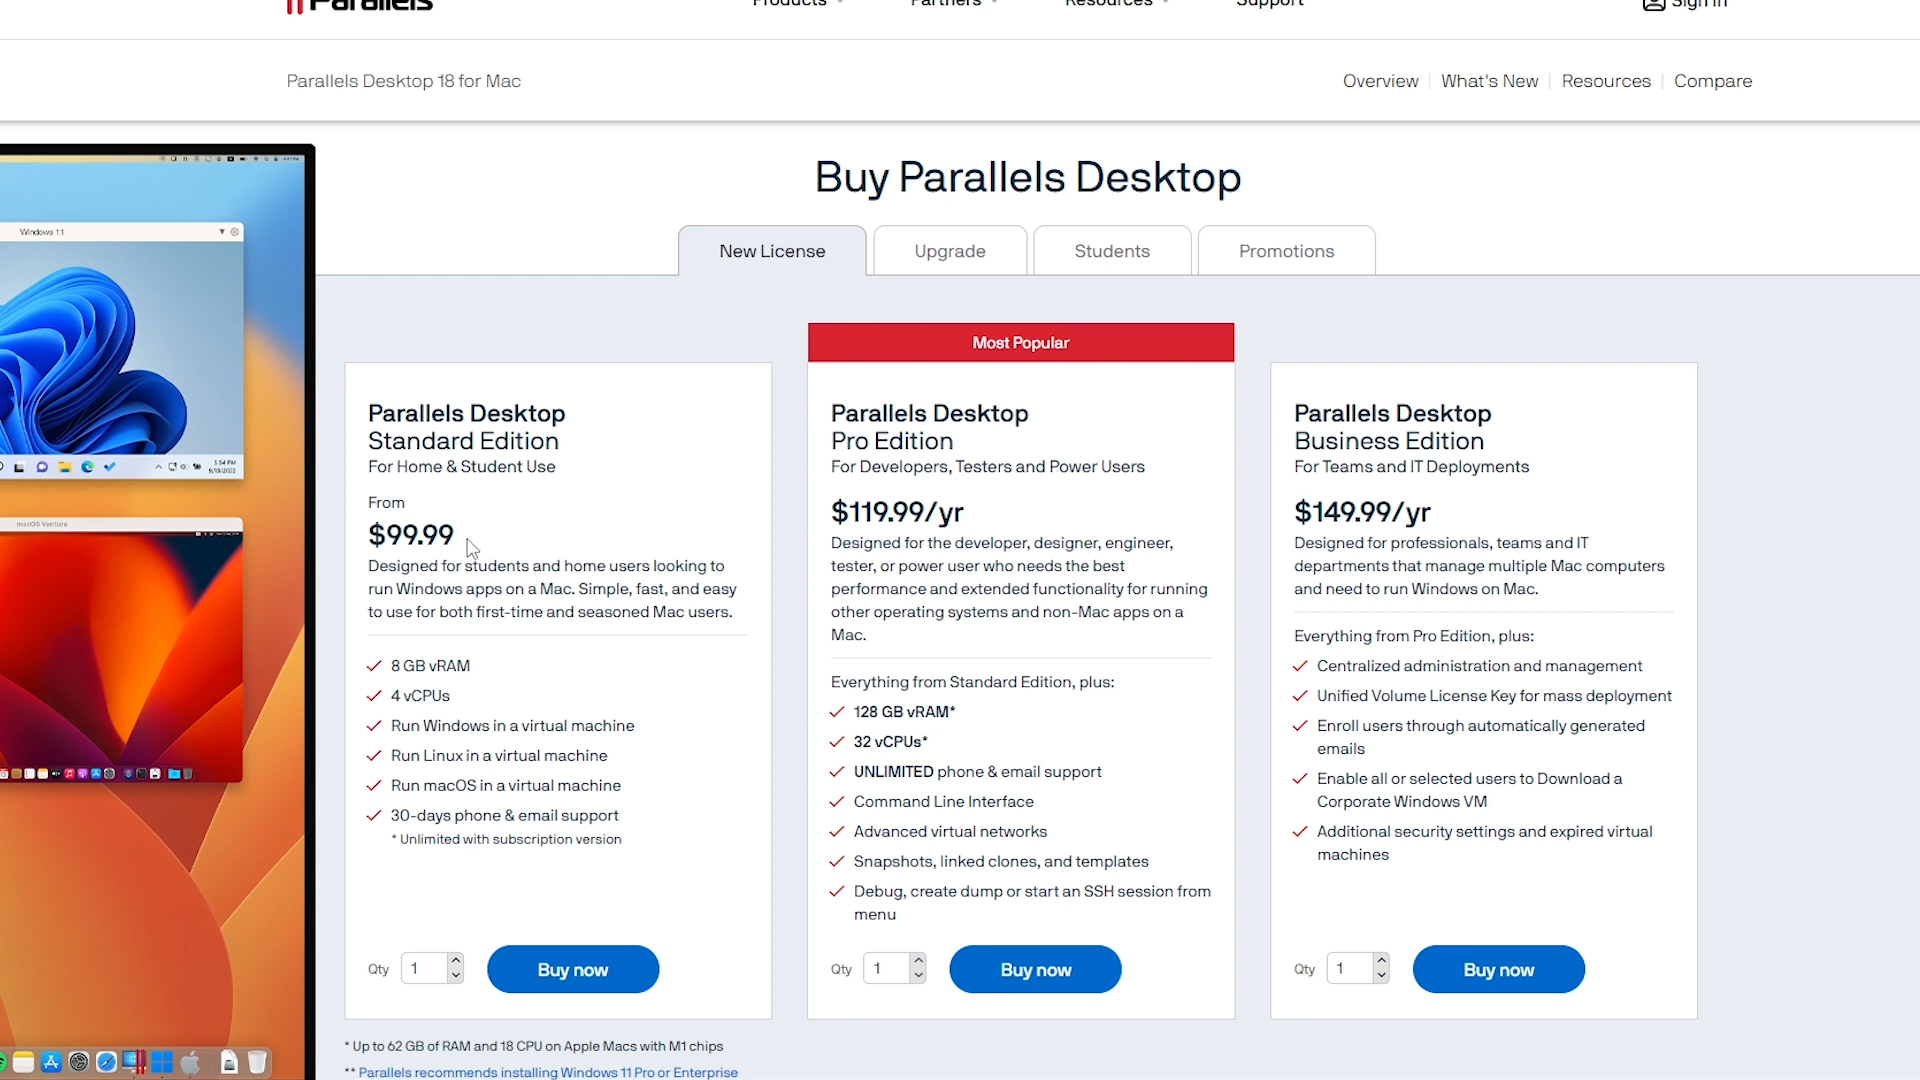 Parallels
Products
Partners
Resources
Support
Sign In
Parallels Desktop 18 for Mac
Overview
What's New
Resources
Compare
Buy Parallels Desktop
New License
Upgrade
Students
Promotions
Windows 11
5:54 PM
9/13/2022
macOS Ventura
Parallels Desktop
Standard Edition
For Home & Student Use
From
$99.99
Designed for students and home users looking to
run Windows apps on a Mac. Simple, fast, and easy
to use for both first-time and seasoned Mac users.
8 GB vRAM
4 vCPUs
Run Windows in a virtual machine
Run Linux in a virtual machine
Run macOS in a virtual machine
30-days phone & email support
* Unlimited with subscription version
Qty 1
Buy now
Most Popular
Parallels Desktop
Pro Edition
For Developers, Testers and Power Users
$119.99/yr
Designed for the developer, designer, engineer,
tester, or power user who needs the best
performance and extended functionality for running
other operating systems and non-Mac apps on a
Mac.
Everything from Standard Edition, plus:
128 GB vRAM*
32 vCPUs*
UNLIMITED phone & email support
Command Line Interface
Advanced virtual networks
Snapshots, linked clones, and templates
Debug, create dump or start an SSH session from
menu
Qty 1
Buy now
Parallels Desktop
Business Edition
For Teams and IT Deployments
$149.99/yr
Designed for professionals, teams and IT
departments that manage multiple Mac computers
and need to run Windows on Mac.
Everything from Pro Edition, plus:
Centralized administration and management
Unified Volume License Key for mass deployment
Enroll users through automatically generated
emails
Enable all or selected users to Download a
Corporate Windows VM
Additional security settings and expired virtual
machines
Qty 1
Buy now
* Up to 62 GB of RAM and 18 CPU on Apple Macs with M1 chips
** Parallels recommends installing Windows 11 Pro or Enterprise